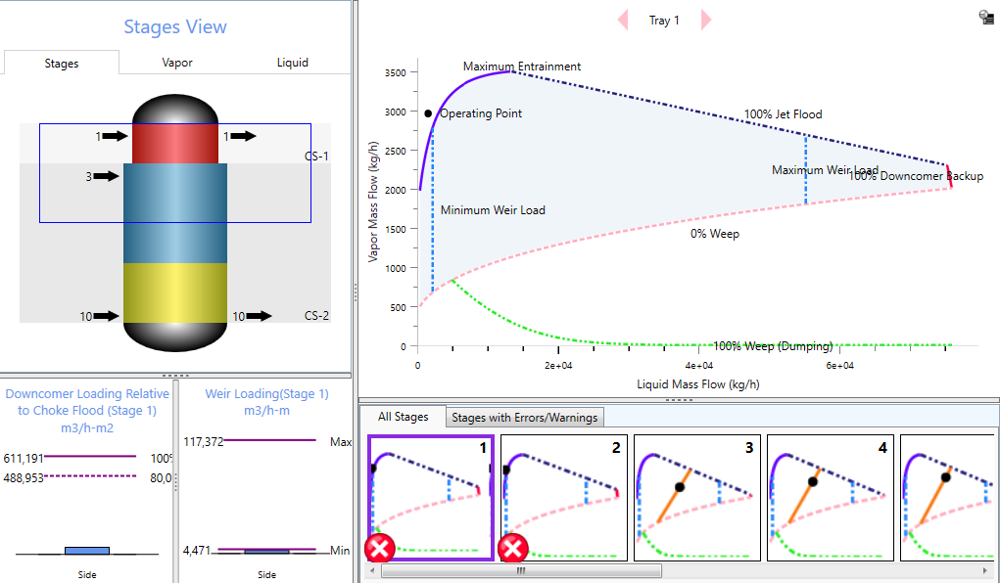 Stages View
Stages
Vapor
Liquid
1
1
CS-1
3
10
10
CS-2
Downcomer Loading Relative
to Choke Flood (Stage 1)
m3/h-m2
611,191
100%
488,953
80,0
Side
Weir Loading(Stage 1)
m3/h-m
117,372
Max
4,471
Min
Side
Tray 1
Maximum Entrainment
Operating Point
100% Jet Flood
Maximum Weir Load
100% Downcomer Backup
Minimum Weir Load
0% Weep
100% Weep (Dumping)
Vapor Mass Flow (kg/h)
3500
3000
2500
2000
1500
1000
500
0
0
2e+04
4e+04
6e+04
Liquid Mass Flow (kg/h)
All Stages
Stages with Errors/Warnings
1
2
3
4